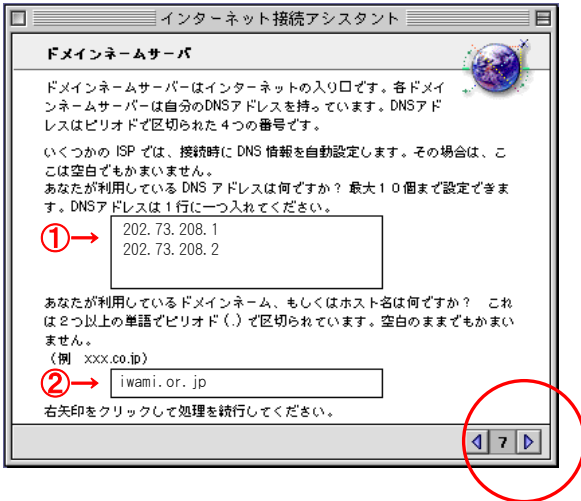 インターネット接続アシスタント
ドメインネームサーバ
ドメインネームサーバーはインターネットの入り口です。各ドメイ
ンネームサーバーは自分のDNSアドレスを持っています。DNSアド
レスはピリオドで区切られた４つの番号です。
いくつかの ISP では、接続時に DNS 情報を自動設定します。その場合は、こ
こは空白でもかまいません。
あなたが利用している DNS アドレスは何ですか？ 最大１０個まで設定できま
す。DNSアドレスは１行に一つ入れてください。
①→ 202.73.208.1
202.73.208.2
あなたが利用しているドメインネーム、もしくはホスト名は何ですか？　これ
は２つ以上の単語でピリオド（.）で区切られています。空白のままでもかまい
ません。
（例　xxx.co.jp）
②→ iwami.or.jp
右矢印をクリックして処理を続行してください。
7